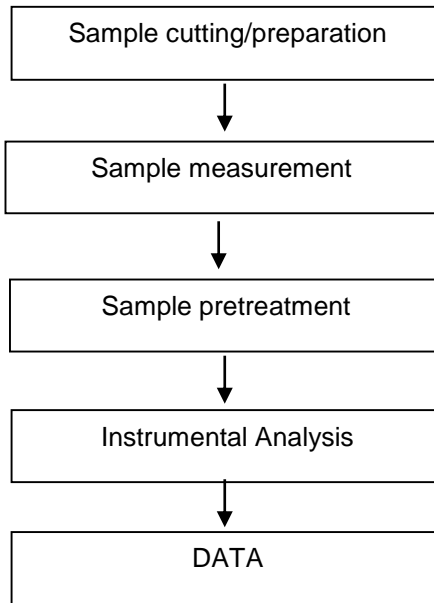 Sample cutting/preparation
Sample measurement
Sample pretreatment
Instrumental Analysis
DATA